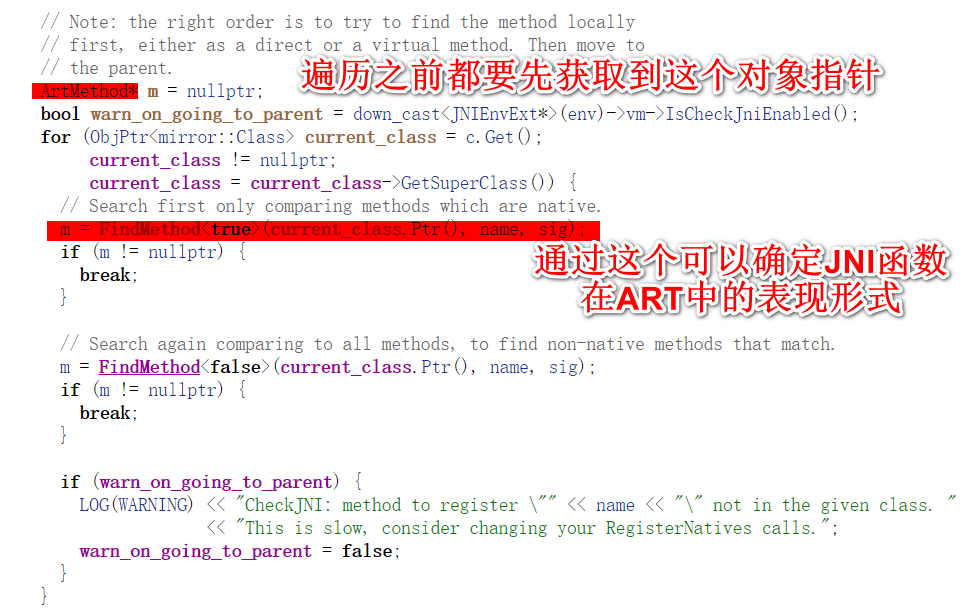 // Note: the right order is to try to find the method locally
// first, either as a direct or a virtual method. Then move to
// the parent.
遍历之前都要先获取到这个对象指针
ArtMethod* m = nullptr;
bool warn_on_going_to_parent = down_cast<JNIEnvExt*>(env)->vm->IsCheckJniEnabled();
for (ObjPtr<mirror::Class> current_class = c.Get();
current_class != nullptr;
current_class = current_class->GetSuperClass()) {
// Search first only comparing methods which are native.
m = FindMethod<true>(current_class.Ptr(), name, sig);
if (m != nullptr) {
break;
}
通过这个可以确定JNI函数
在ART中的表现形式
// Search again comparing to all methods, to find non-native methods that match.
m = FindMethod<false>(current_class.Ptr(), name, sig);
if (m != nullptr) {
break;
}
if (warn_on_going_to_parent) {
LOG(WARNING) << "CheckJNI: method to register \"" << name << "\" not in the given class. "
<< "This is slow, consider changing your RegisterNatives calls.";
warn_on_going_to_parent = false;
}
}